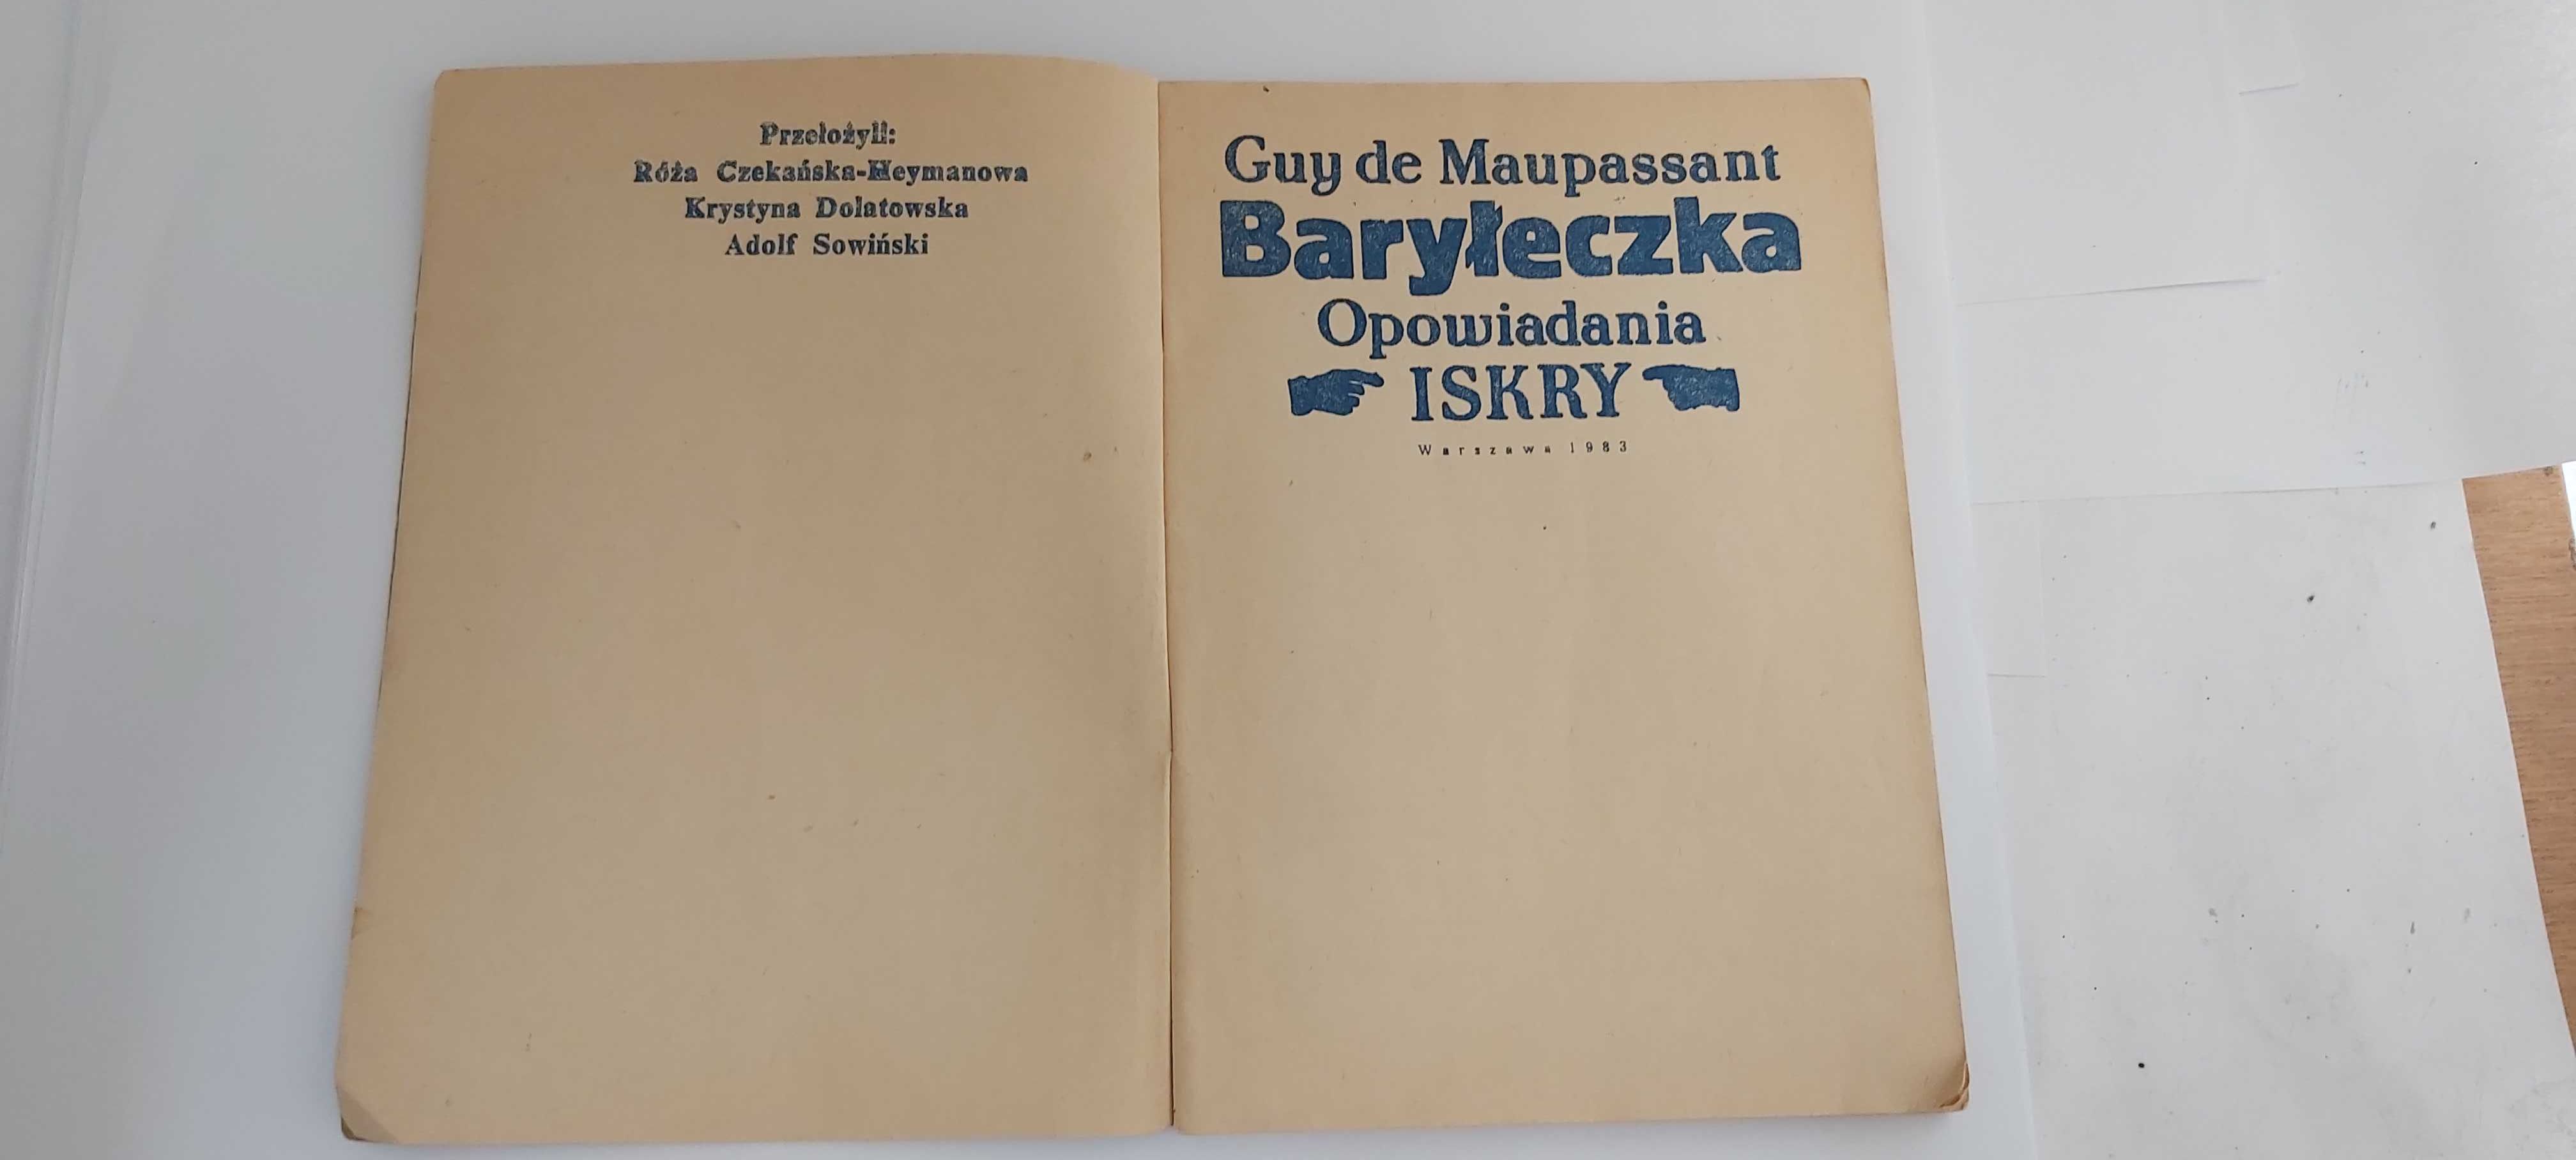 Przełożyli:
Róża Czekańska-Heymanowa
Krystyna Dolatowska
Adolf Sowiński
Guy de Maupassant
Baryłeczka
Opowiadania
ISKRY
Warszawa 1983